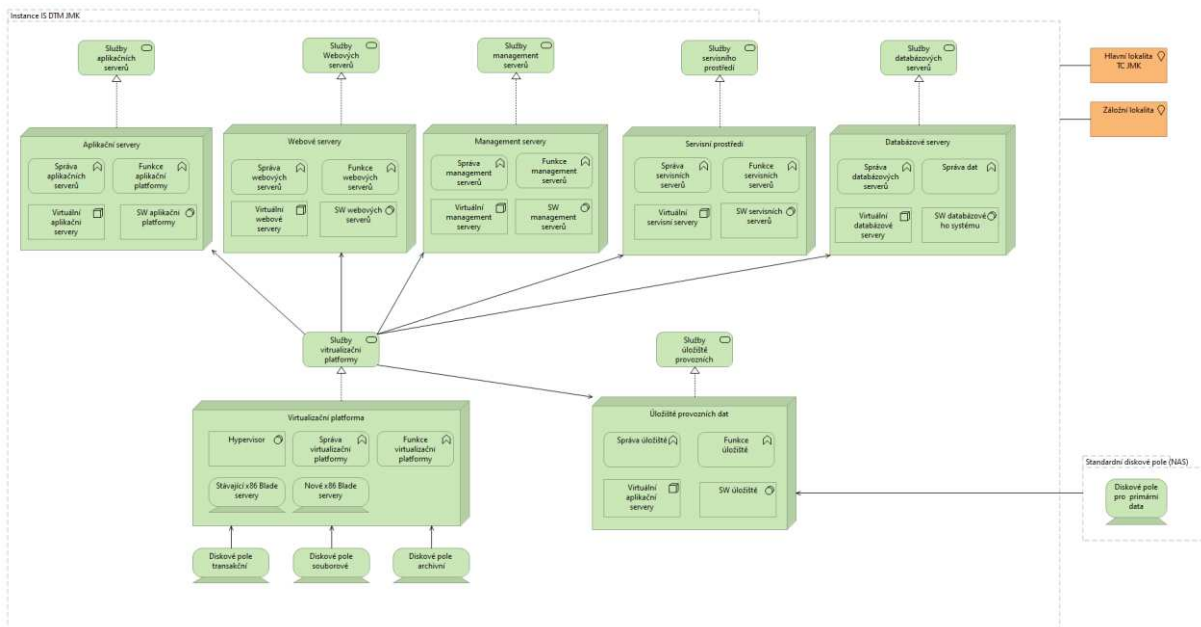 Instance IS DTM JMK
Služby
aplikačních
serverů
Služby
Webových
serverů
Služby
management
serverů
Služby
servisního
prostředí
Služby
databázových
serverů
Hlavní lokalita
TC JMK
Záložní lokalita
Aplikační servery
Správa
aplikačních
serverů
Funkce
aplikační
platformy
Virtuální
aplikační
servery
SW aplikační
platformy
Webové servery
Správa
webových
serverů
Funkce
webových
serverů
Virtuální
webové
servery
SW webových
serverů
Management servery
Správa
management
serverů
Funkce
management
serverů
Virtuální
management
servery
SW
management
serverů
Servisní prostředí
Správa
servisních
serverů
Funkce
servisních
serverů
Virtuální
servisní servery
SW servisních
serverů
Databázové servery
Správa
databázových
serverů
Správa dat
Virtuální
databázové
servery
SW databázové
ho systému
Služby
vitrualizační
platformy
Služby
úložiště
provozních
Virtualizační platforma
Hypervisor
Správa
virtualizační
platformy
Funkce
virtualizační
platformy
Stávající x86 Blade
servery
Nové x86 Blade
servery
Úložiště provozních dat
Správa úložiště
Funkce
úložiště
Virtuální
aplikační
servery
SW úložiště
Standardní diskové pole (NAS)
Diskové pole
pro primární
data
Diskové pole
transakční
Diskové pole
souborové
Diskové pole
archivní